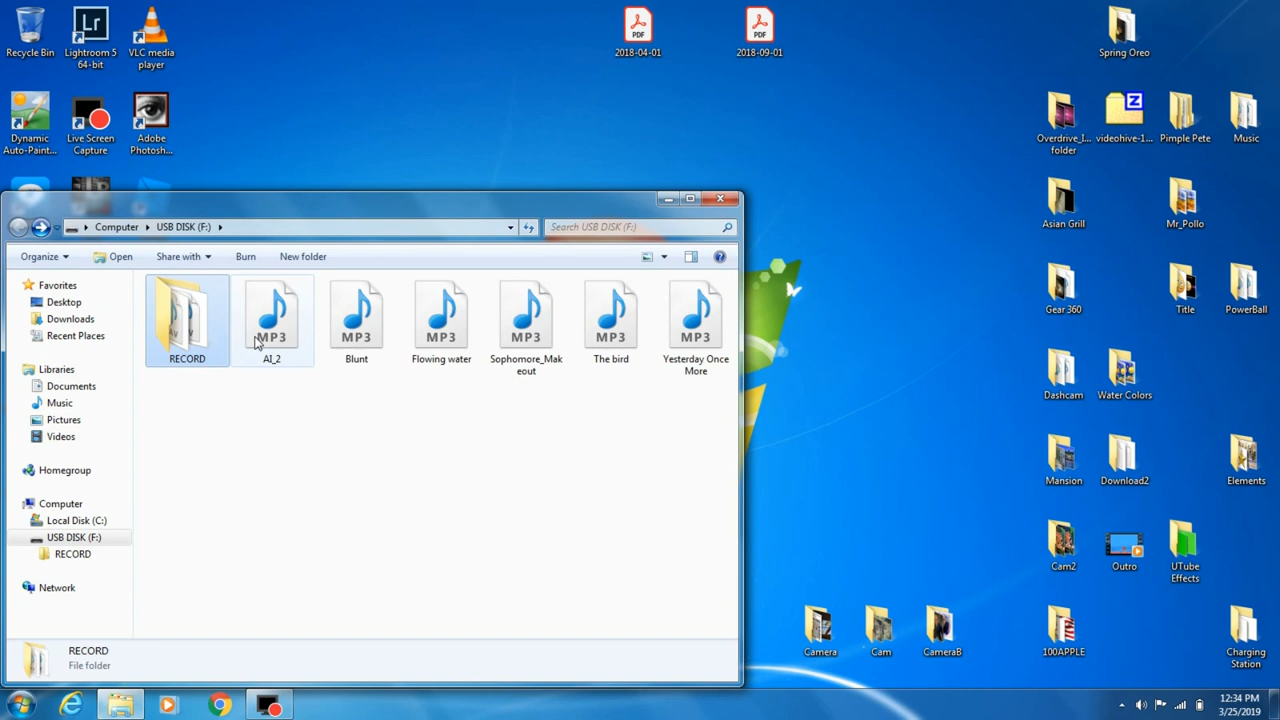 Recycle Bin
Lightroom 5
64-bit
VLC media
player
Dynamic
Auto-Paint...
Live Screen
Capture
Adobe
Photosh...
Lr
PDF
2018-04-01
PDF
2018-09-01
Spring Oreo
Overdrive_I...
folder
Z
videohive-1...
Pimple Pete
Music
Asian Grill
Mr_Pollo
Gear 360
Title
PowerBall
Dashcam
Water Colors
Mansion
Download2
Elements
Cam2
Outro
UTube
Effects
Camera
Cam
CameraB
100APPLE
Charging
Station
Computer
USB DISK (F:)
Search USB DISK (F:)
Organize
Open
Share with
Burn
New folder
Favorites
Desktop
Downloads
Recent Places
Libraries
Documents
Music
Pictures
Videos
Homegroup
Computer
Local Disk (C:)
USB DISK (F:)
RECORD
Network
RECORD
MP3
AI_2
MP3
Blunt
MP3
Flowing water
MP3
Sophomore_Mak
eout
MP3
The bird
MP3
Yesterday Once
More
RECORD
File folder
12:34 PM
3/25/2019